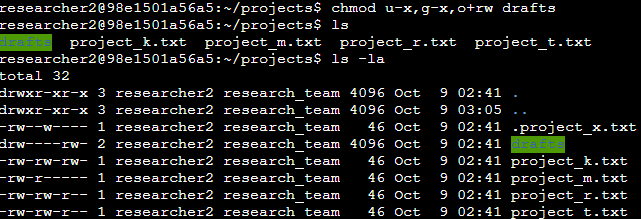 researcher2@98e1501a56a5:~/projects$ chmod u-x,g-x,o+rw drafts
researcher2@98e1501a56a5:~/projects$ ls
drafts  project_k.txt  project_m.txt  project_r.txt  project_t.txt
researcher2@98e1501a56a5:~/projects$ ls -la
total 32
drwxr-xr-x 3 researcher2 research_team 4096 Oct  9 02:41 .
drwxr-xr-x 3 researcher2 research_team 4096 Oct  9 03:05 ..
-rw--w---- 1 researcher2 research_team   46 Oct  9 02:41 .project_x.txt
drw----rw- 2 researcher2 research_team 4096 Oct  9 02:41 drafts
-rw-rw-rw- 1 researcher2 research_team   46 Oct  9 02:41 project_k.txt
-rw-r----- 1 researcher2 research_team   46 Oct  9 02:41 project_m.txt
-rw-rw-r-- 1 researcher2 research_team   46 Oct  9 02:41 project_r.txt
-rw-rw-r-- 1 researcher2 research_team   46 Oct  9 02:41 project_t.txt